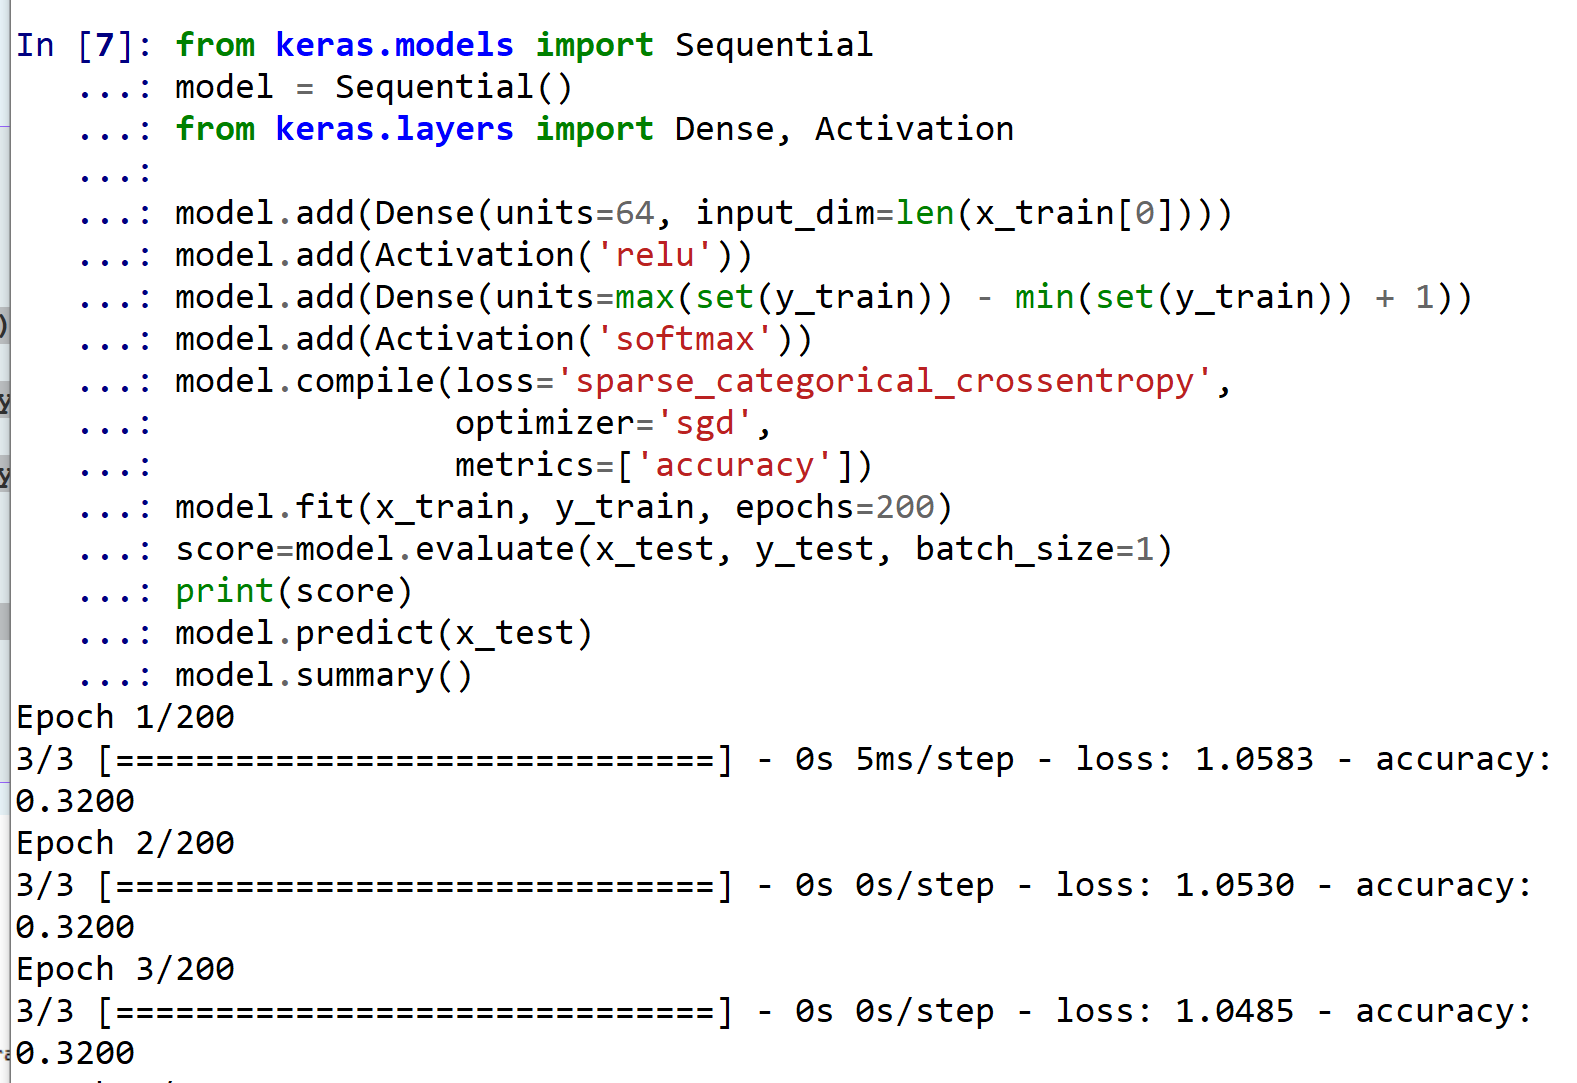 In [7]: from keras.models import Sequential
...: model = Sequential()
...: from keras.layers import Dense, Activation
...:
...: model.add(Dense(units=64, input_dim=len(x_train[0])))
...: model.add(Activation('relu'))
...: model.add(Dense(units=max(set(y_train)) - min(set(y_train)) + 1))
...: model.add(Activation('softmax'))
...: model.compile(loss='sparse_categorical_crossentropy',
...:               optimizer='sgd',
...:               metrics=['accuracy'])
...: model.fit(x_train, y_train, epochs=200)
...: score=model.evaluate(x_test, y_test, batch_size=1)
...: print(score)
...: model.predict(x_test)
...: model.summary()
Epoch 1/200
3/3 [==============================] - 0s 5ms/step - loss: 1.0583 - accuracy:
0.3200
Epoch 2/200
3/3 [==============================] - 0s 0s/step - loss: 1.0530 - accuracy:
0.3200
Epoch 3/200
3/3 [==============================] - 0s 0s/step - loss: 1.0485 - accuracy:
0.3200